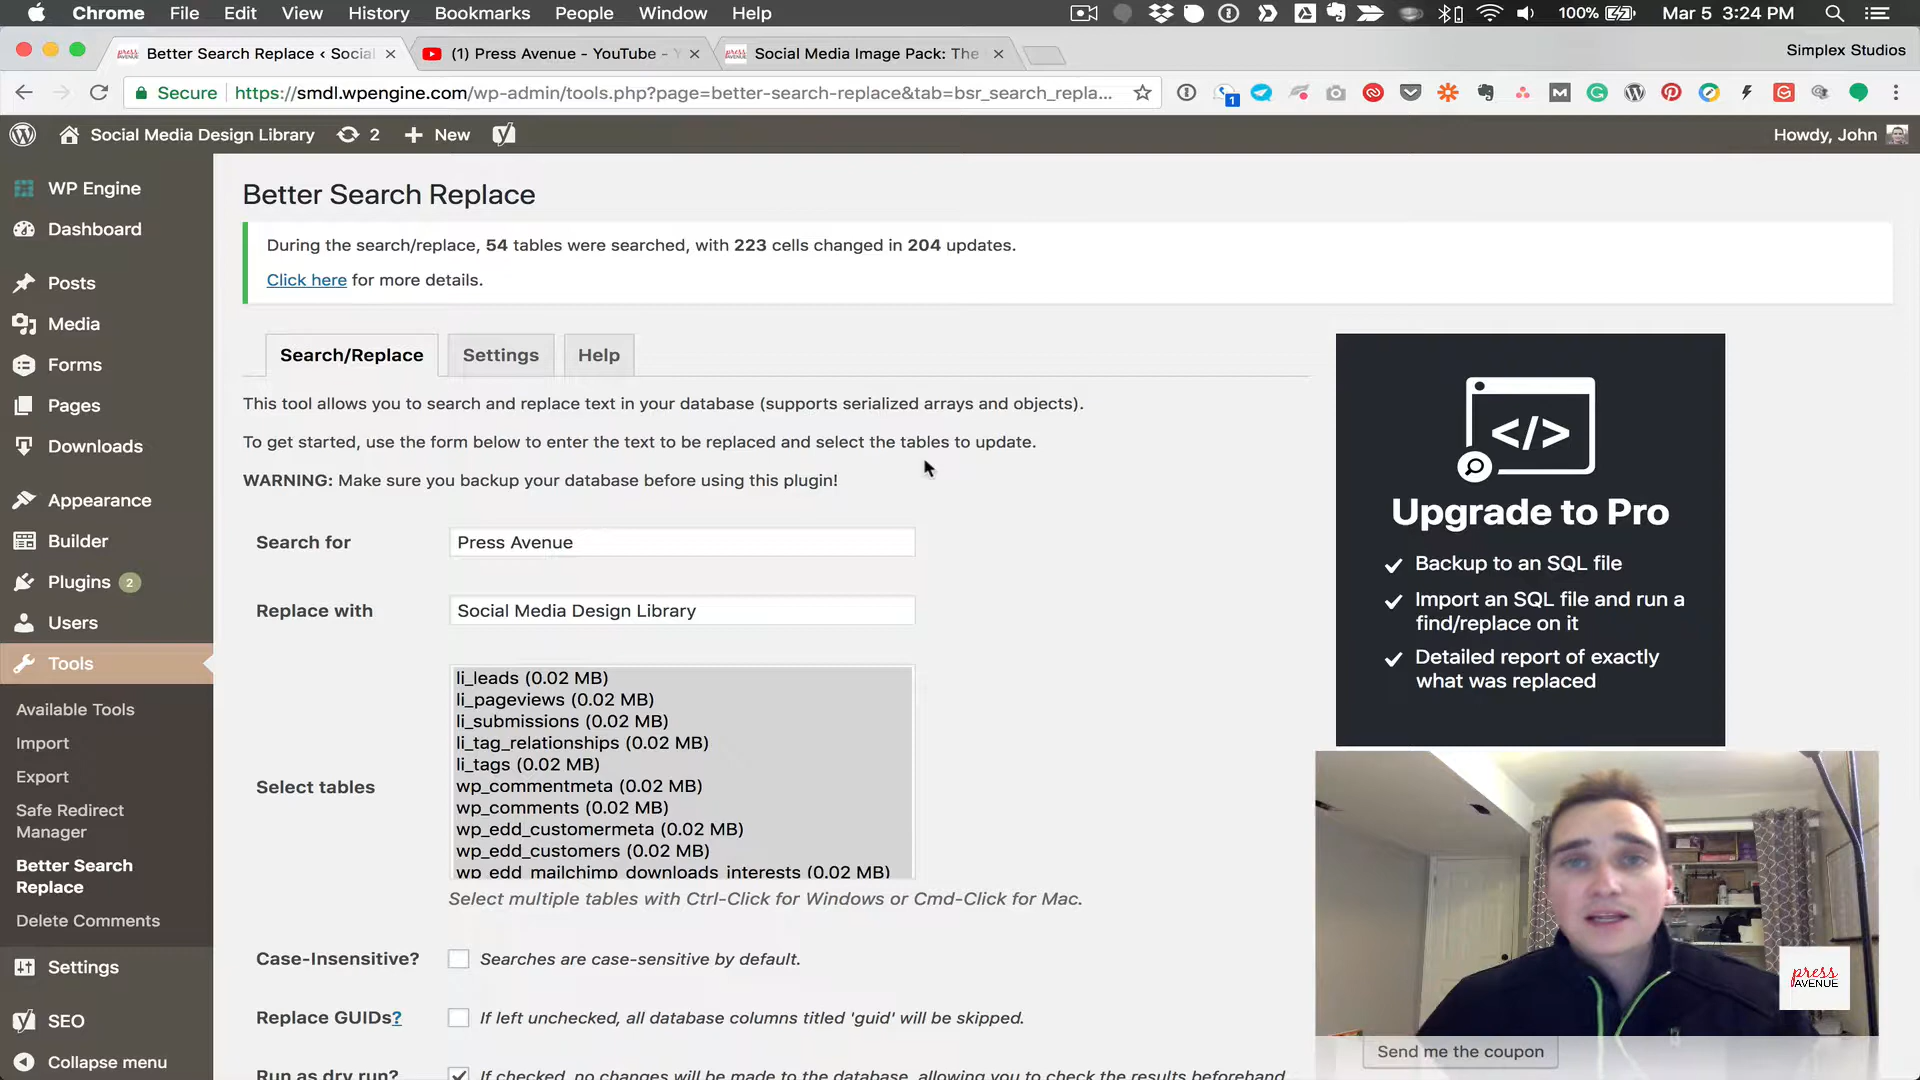 Chrome File Edit View History Bookmarks People Window Help 100% Mar 5 3:24 PM
Better Search Replace ‹ Social
(1) Press Avenue - YouTube -
Social Media Image Pack: The
Simplex Studios
Secure https://smdl.wpengine.com/wp-admin/tools.php?page=better-search-replace&tab=bsr_search_repla...
1
Social Media Design Library 2 + New
Howdy, John
WP Engine
Dashboard
Posts
Media
Forms
Pages
Downloads
Appearance
Builder
Plugins 2
Users
Tools
Available Tools
Import
Export
Safe Redirect
Manager
Better Search
Replace
Delete Comments
Settings
SEO
Collapse menu
Better Search Replace
During the search/replace, 54 tables were searched, with 223 cells changed in 204 updates.
Click here for more details.
Search/Replace Settings Help
This tool allows you to search and replace text in your database (supports serialized arrays and objects).
To get started, use the form below to enter the text to be replaced and select the tables to update.
WARNING: Make sure you backup your database before using this plugin!
Search for Press Avenue
Replace with Social Media Design Library
Select tables
li_leads (0.02 MB)
li_pageviews (0.02 MB)
li_submissions (0.02 MB)
li_tag_relationships (0.02 MB)
li_tags (0.02 MB)
wp_commentmeta (0.02 MB)
wp_comments (0.02 MB)
wp_edd_customermeta (0.02 MB)
wp_edd_customers (0.02 MB)
wp_edd_mailchimp_downloads_interests (0.02 MB)
Select multiple tables with Ctrl-Click for Windows or Cmd-Click for Mac.
Case-Insensitive? Searches are case-sensitive by default.
Replace GUIDs? If left unchecked, all database columns titled 'guid' will be skipped.
Run as dry run? If checked, no changes will be made to the database, allowing you to check the results beforehand.
</> 
Upgrade to Pro
Backup to an SQL file
Import an SQL file and run a
find/replace on it
Detailed report of exactly
what was replaced
press
AVENUE
Send me the coupon